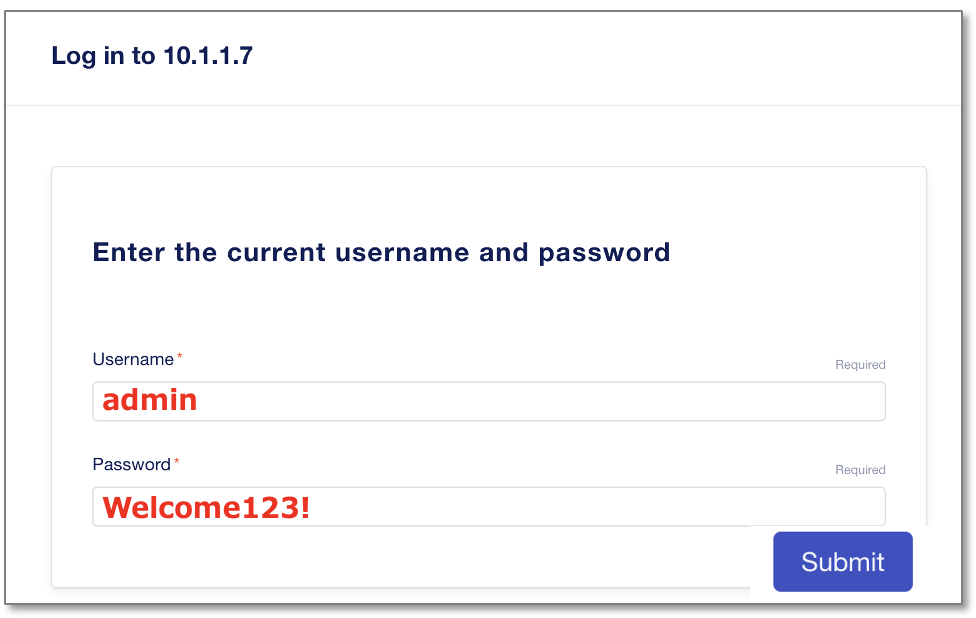 Log in to 10.1.1.7
Enter the current username and password
Username*
Required
admin
Password*
Required
Welcome123!
Submit